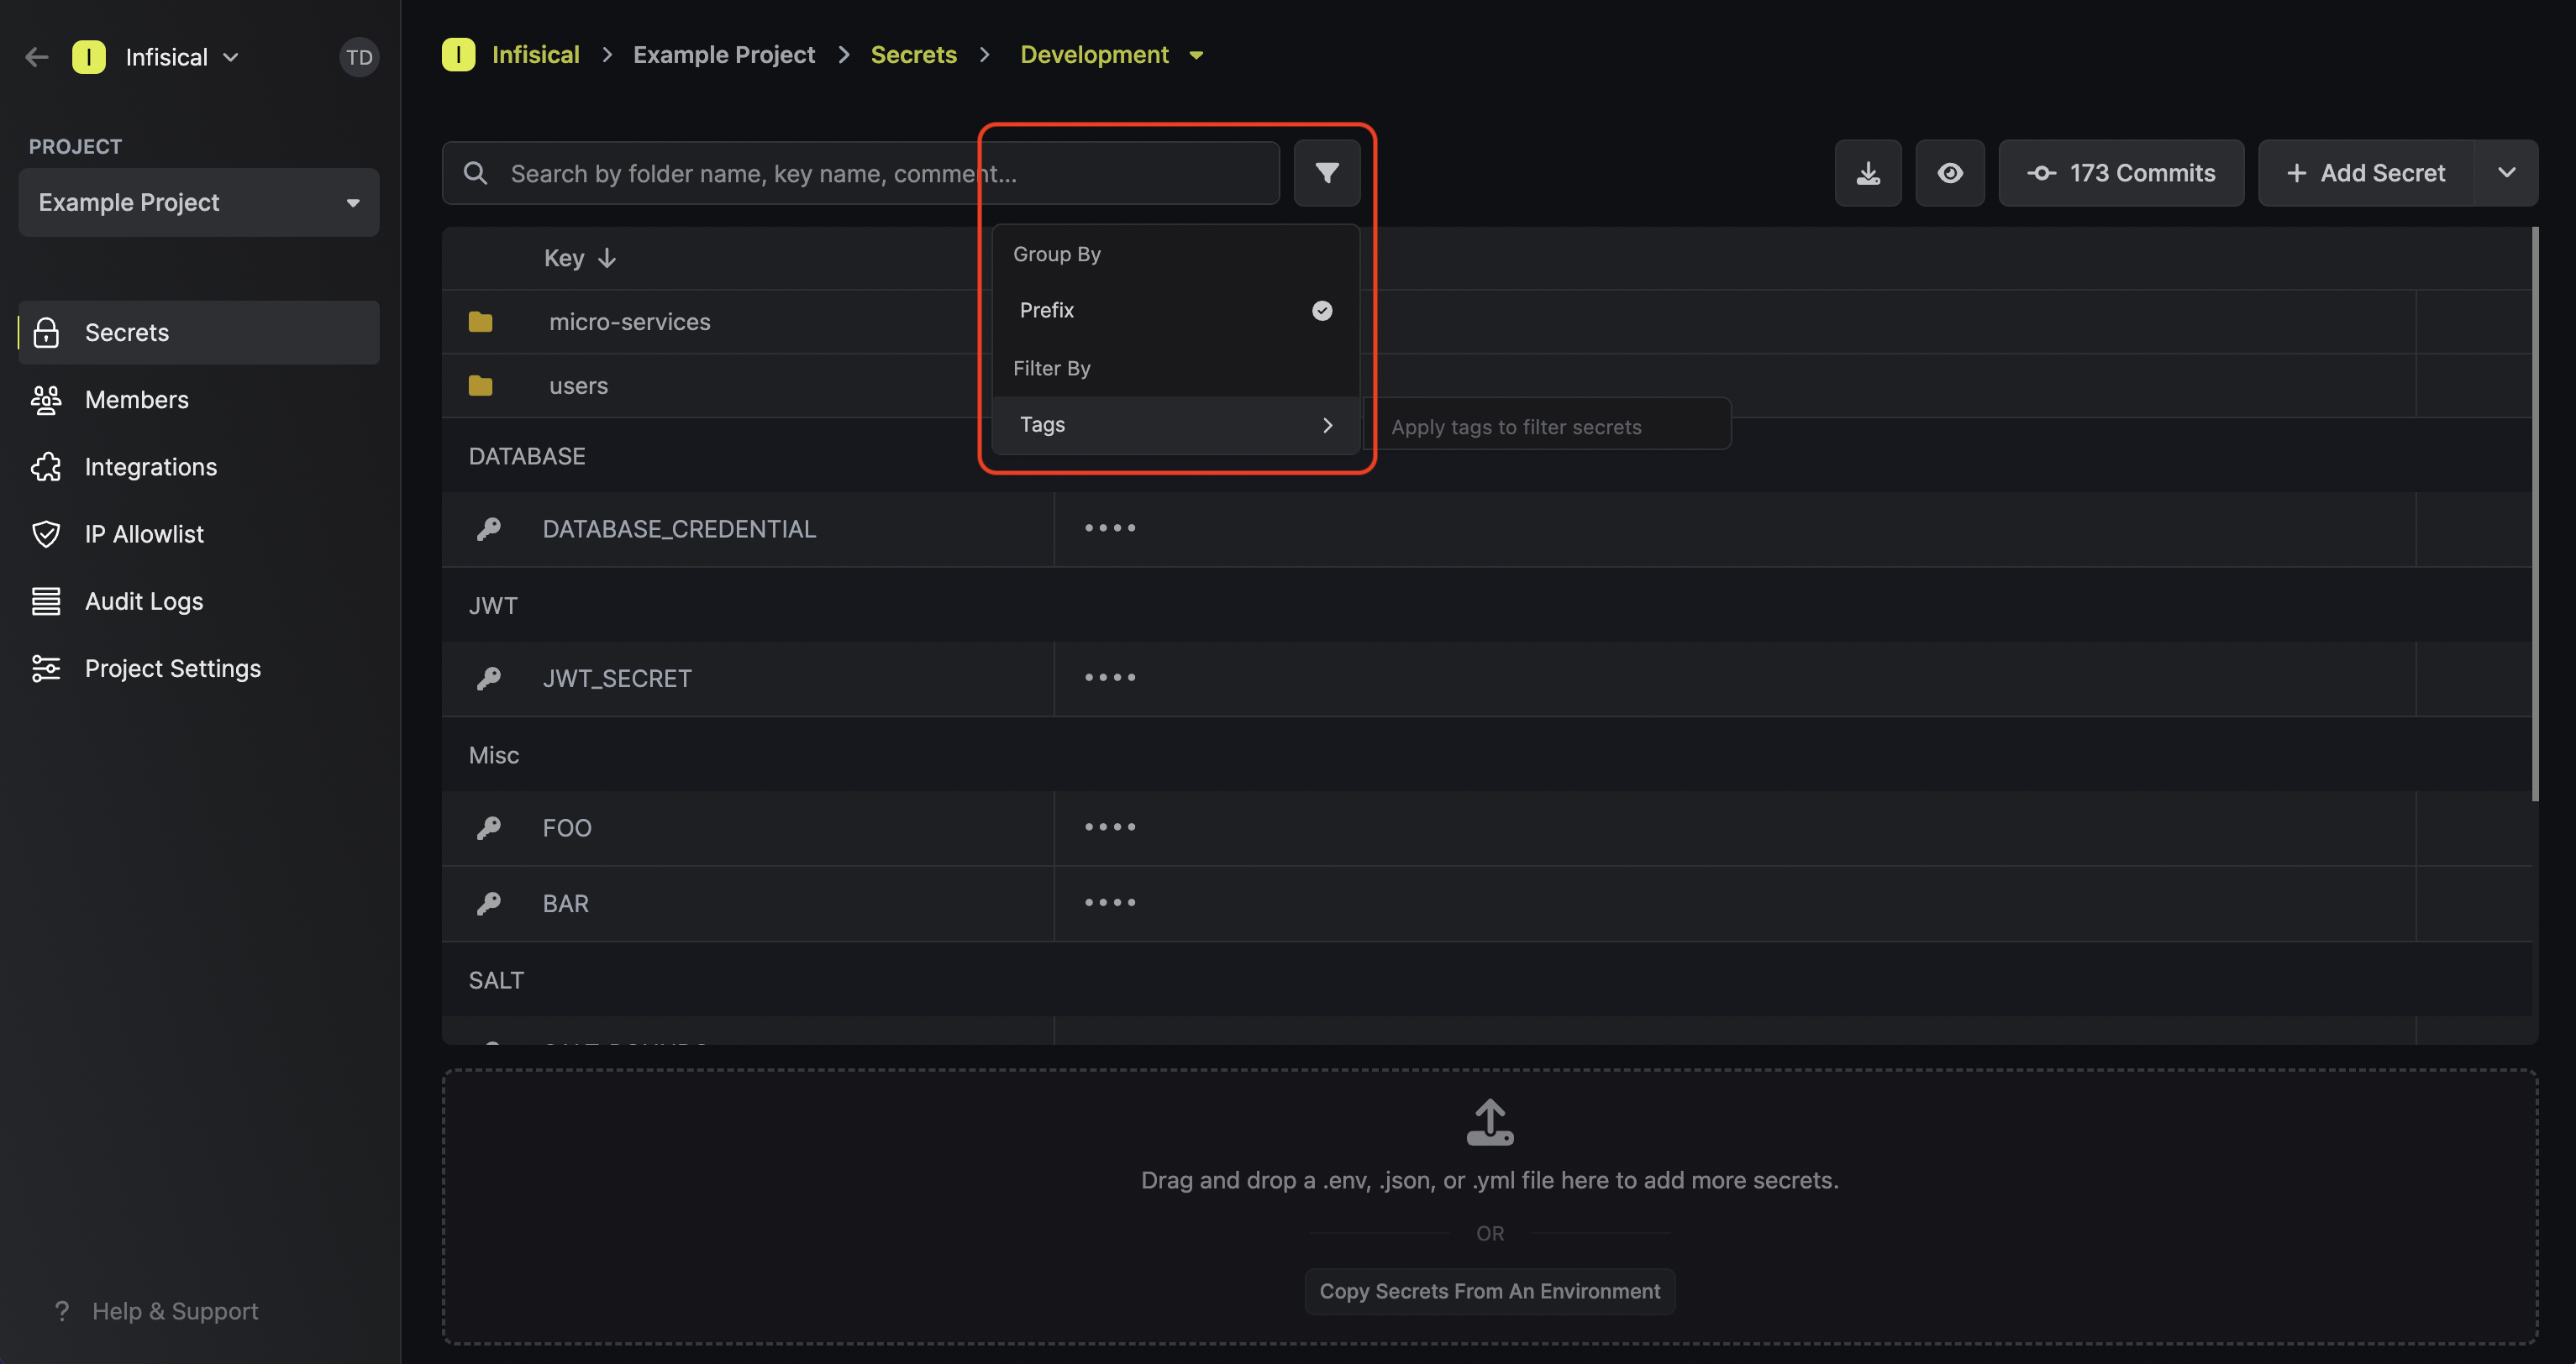 I Infisical TD
PROJECT
Example Project
Secrets
Members
Integrations
IP Allowlist
Audit Logs
Project Settings
? Help & Support
I Infisical > Example Project > Secrets > Development
Search by folder name, key name, comment...
173 Commits
+ Add Secret
Key
Group By
Prefix
Filter By
Tags
Apply tags to filter secrets
micro-services
users
DATABASE
DATABASE_CREDENTIAL ••••
JWT
JWT_SECRET ••••
Misc
FOO ••••
BAR ••••
SALT
Drag and drop a .env, .json, or .yml file here to add more secrets.
OR
Copy Secrets From An Environment